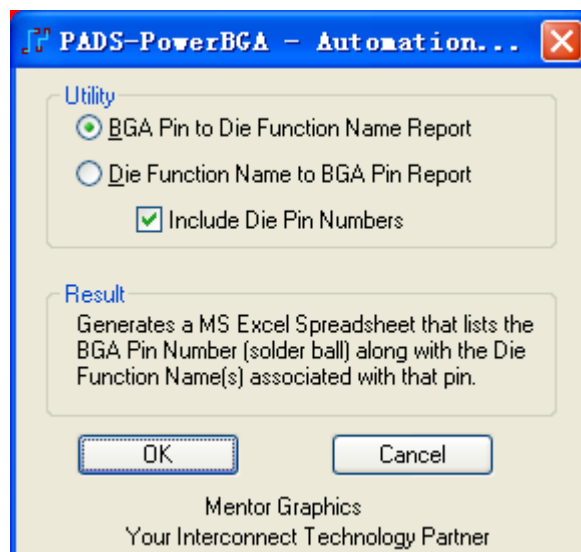 PADS-PowerBGA - Automation...
Utility
BGA Pin to Die Function Name Report
Die Function Name to BGA Pin Report
Include Die Pin Numbers
Result
Generates a MS Excel Spreadsheet that lists the
BGA Pin Number (solder ball) along with the Die
Function Name(s) associated with that pin.
OK
Cancel
Mentor Graphics
Your Interconnect Technology Partner